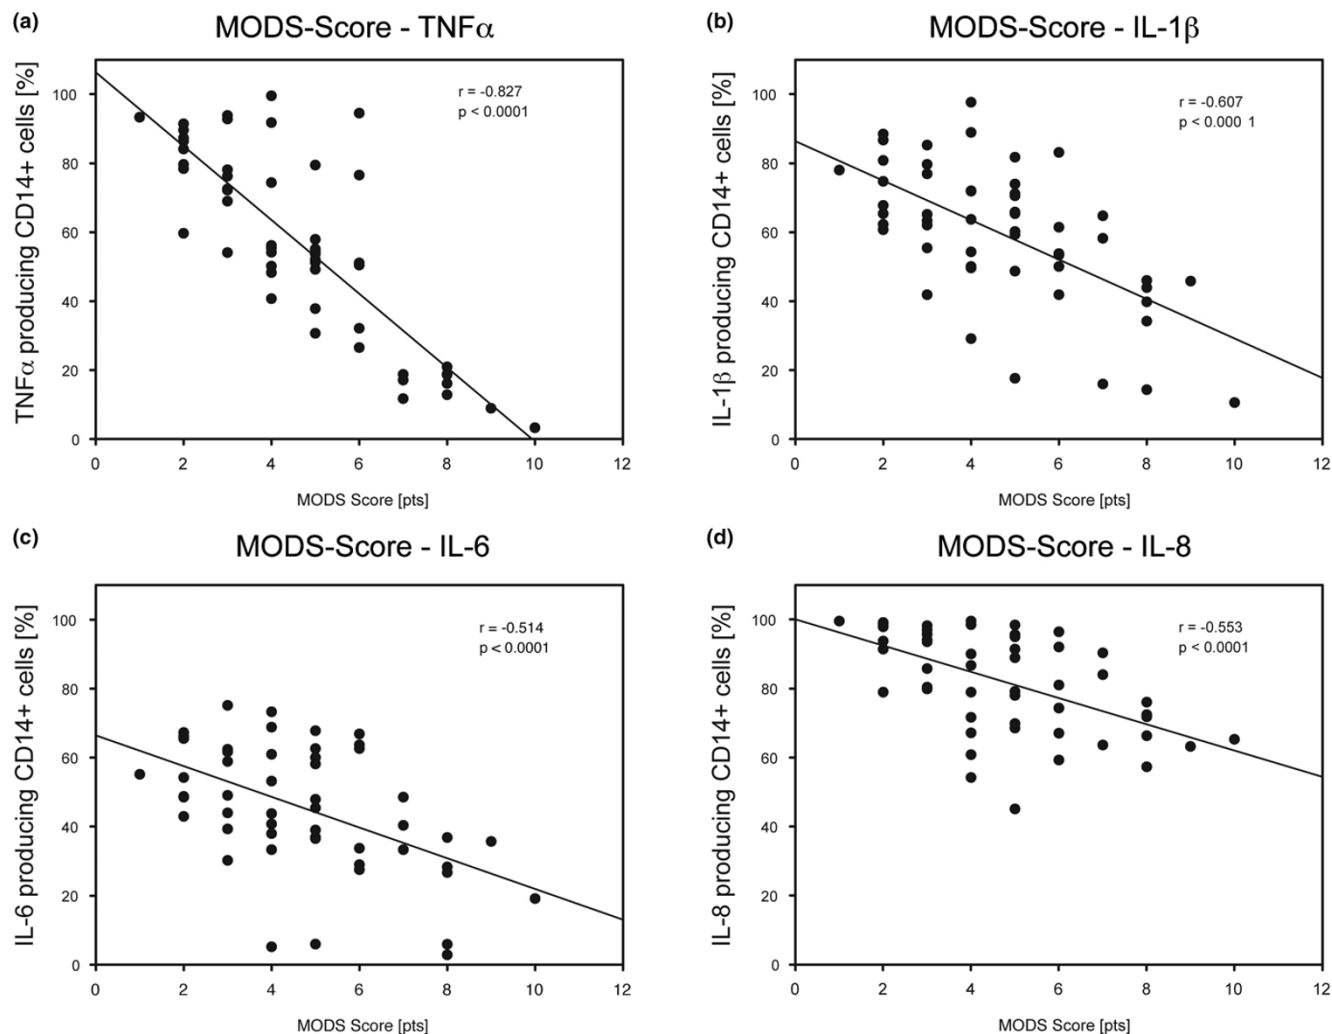 (a)
MODS-Score - TNFα
TNFα producing CD14+ cells [%]
r = -0.827
p < 0.0001
100
80
60
40
20
0
0 2 4 6 8 10 12
MODS Score [pts]
(b)
MODS-Score - IL-1β
IL-1β producing CD14+ cells [%]
r = -0.607
p < 0.000 1
100
80
60
40
20
0
0 2 4 6 8 10 12
MODS Score [pts]
(c)
MODS-Score - IL-6
IL-6 producing CD14+ cells [%]
r = -0.514
p < 0.0001
100
80
60
40
20
0
0 2 4 6 8 10 12
MODS Score [pts]
(d)
MODS-Score - IL-8
IL-8 producing CD14+ cells [%]
r = -0.553
p < 0.0001
100
80
60
40
20
0
0 2 4 6 8 10 12
MODS Score [pts]